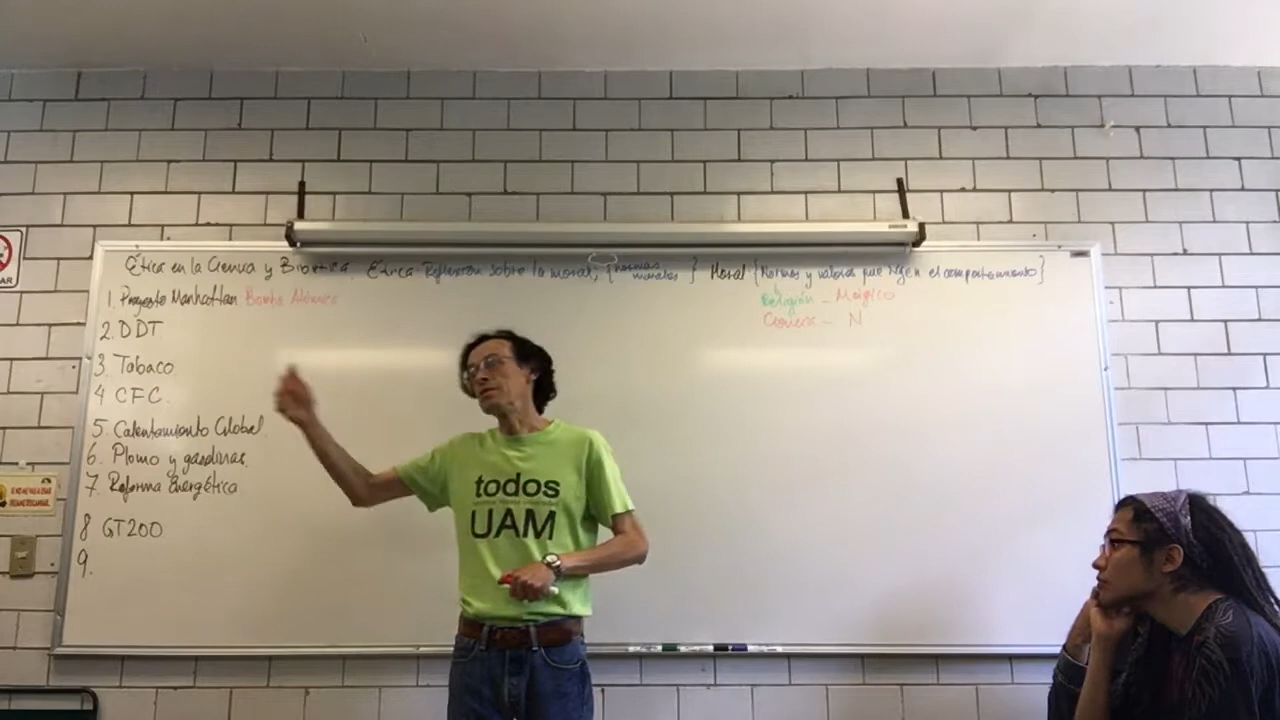 Ética en la Ciencia y Bioética. Ética Reflexión sobre la moral, {normas morales } Moral {Normas y valores que rigen el comportamiento}
1. Proyecto Manhattan Bomba Atómica
Religión - Mágico
Ciencia - N
2. DDT
3. Tabaco
4 CFC.
5. Calentamiento Global
6. Plomo y gasolinas.
7. Reforma Energética
8 GT200
9.
todos
UAM